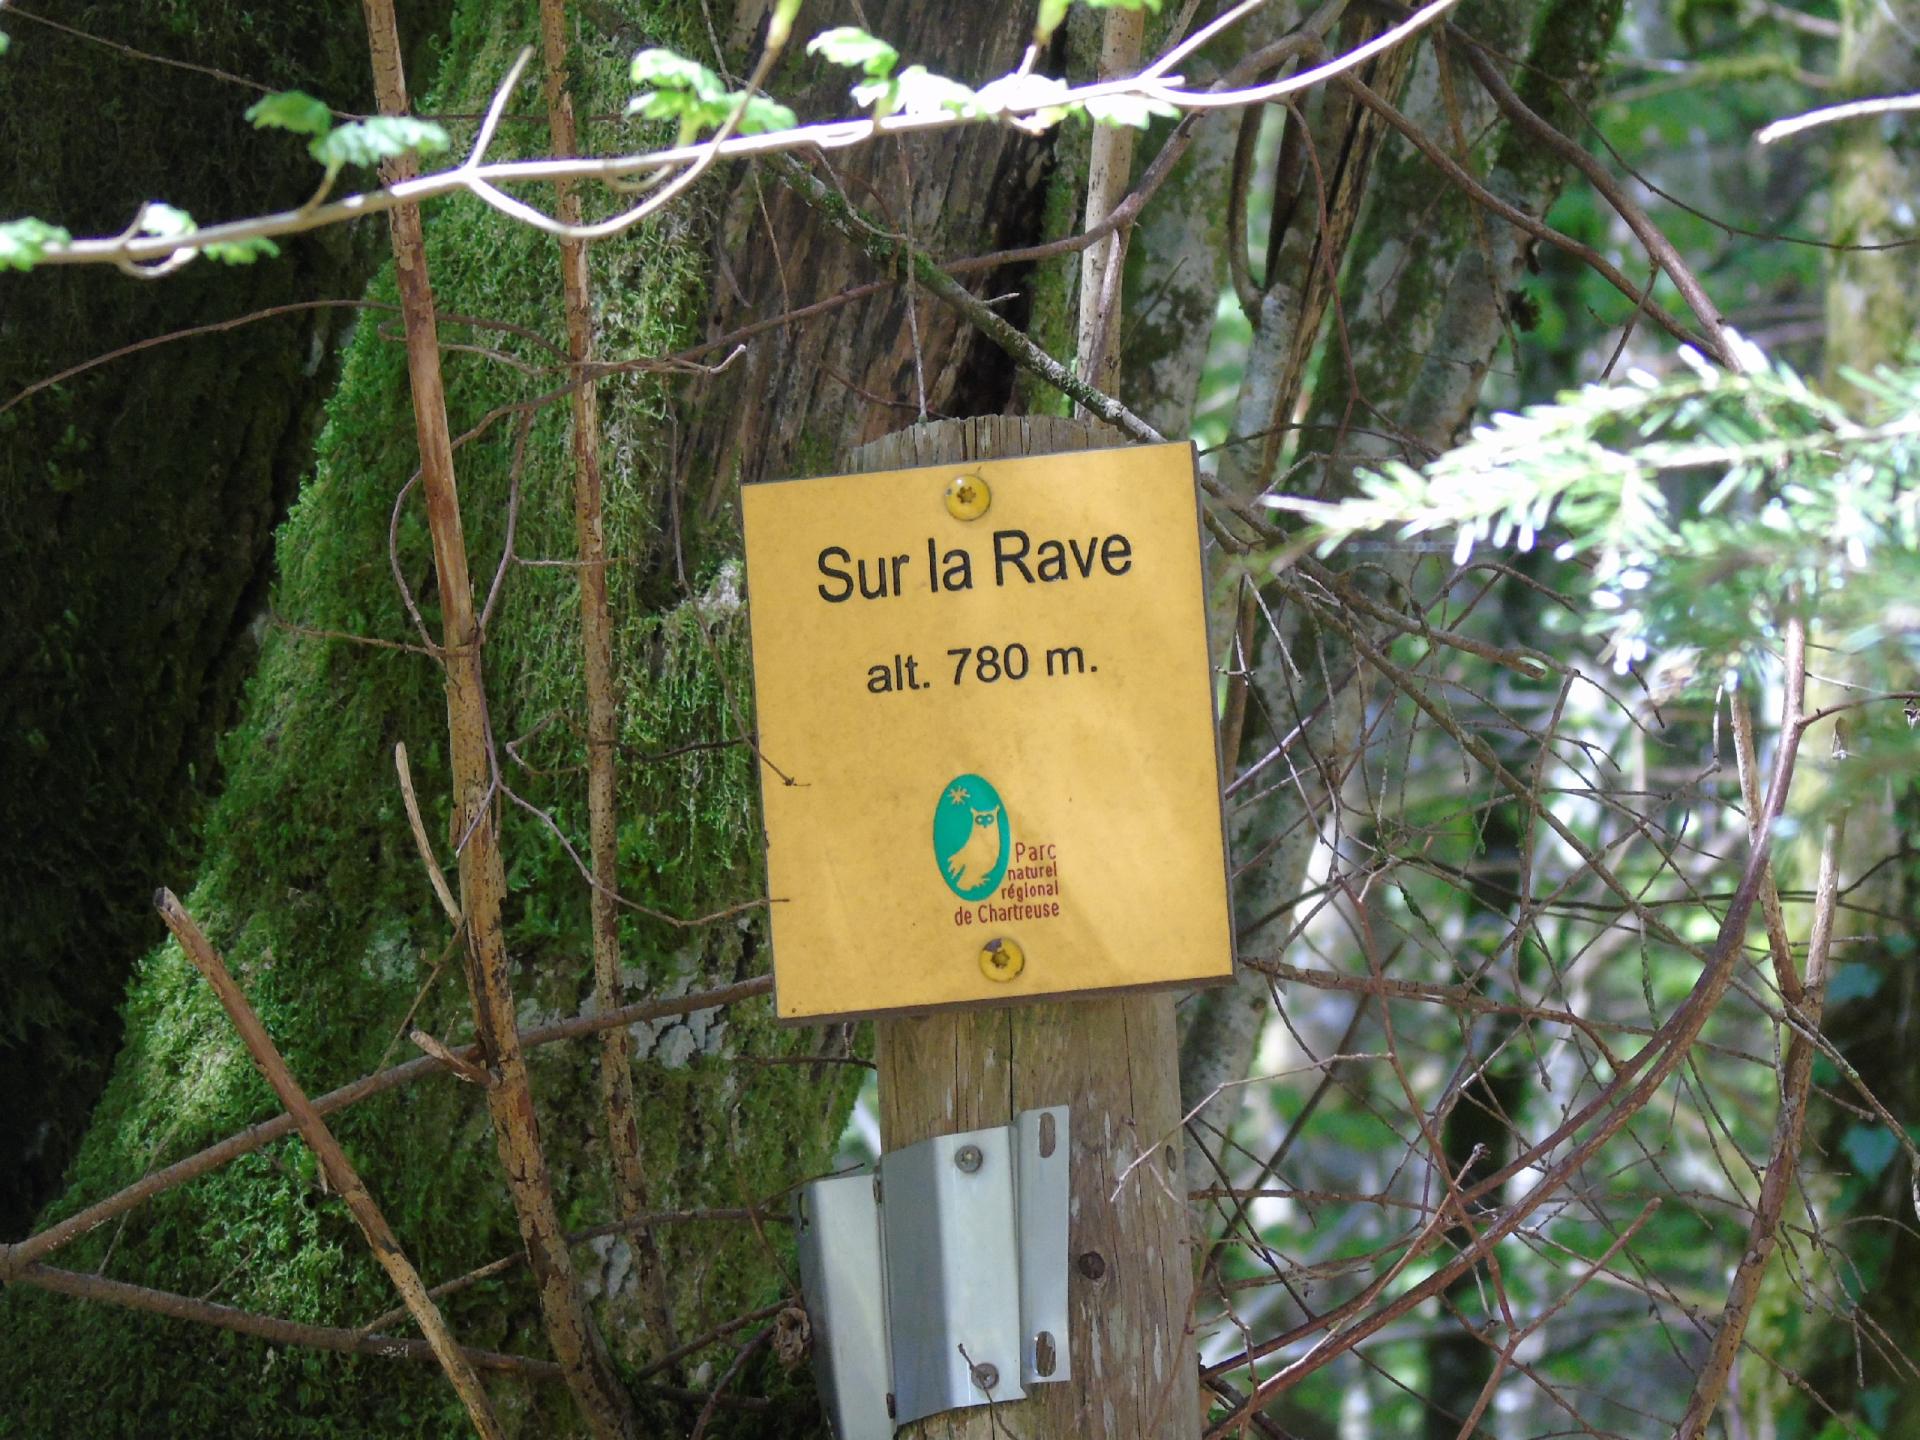 Sur la Rave
alt. 780 m.
Parc
naturel
régional
de Chartreuse